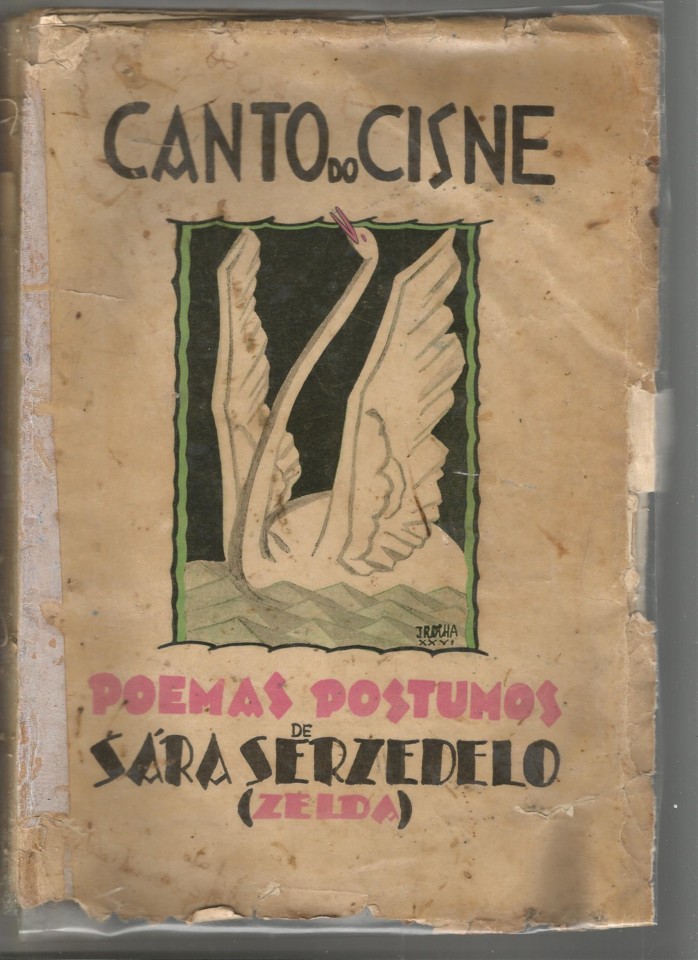 CANTO DO CISNE
J. ROCHA
XXVI
POEMAS POSTUMOS
DE
SÁRA SERZEDELO
(ZELDA)